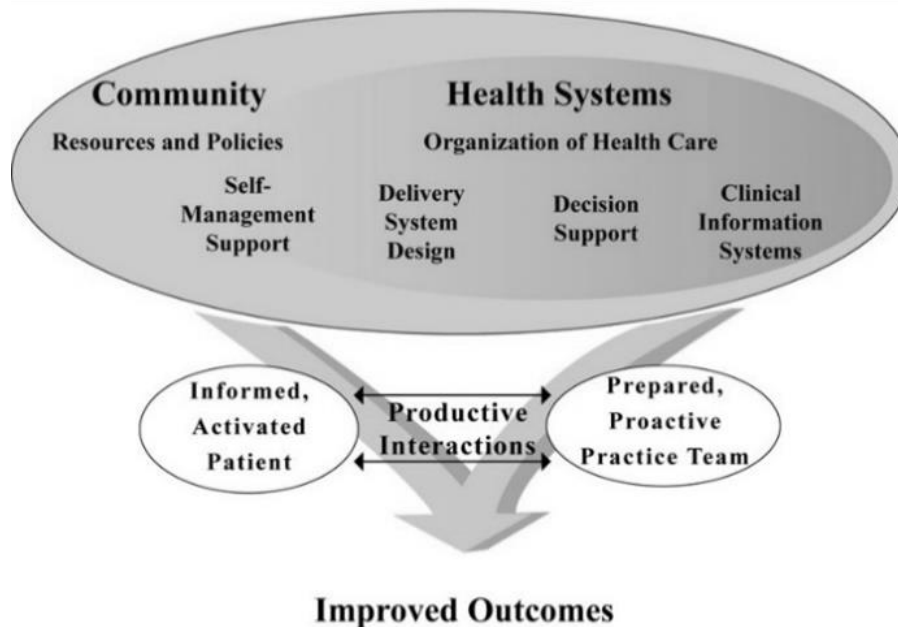 Community
Health Systems
Resources and Policies
Organization of Health Care
Self-
Management
Support
Delivery
System
Design
Decision
Support
Clinical
Information
Systems
Informed,
Activated
Patient
Productive
Interactions
Prepared,
Proactive
Practice Team
Improved Outcomes